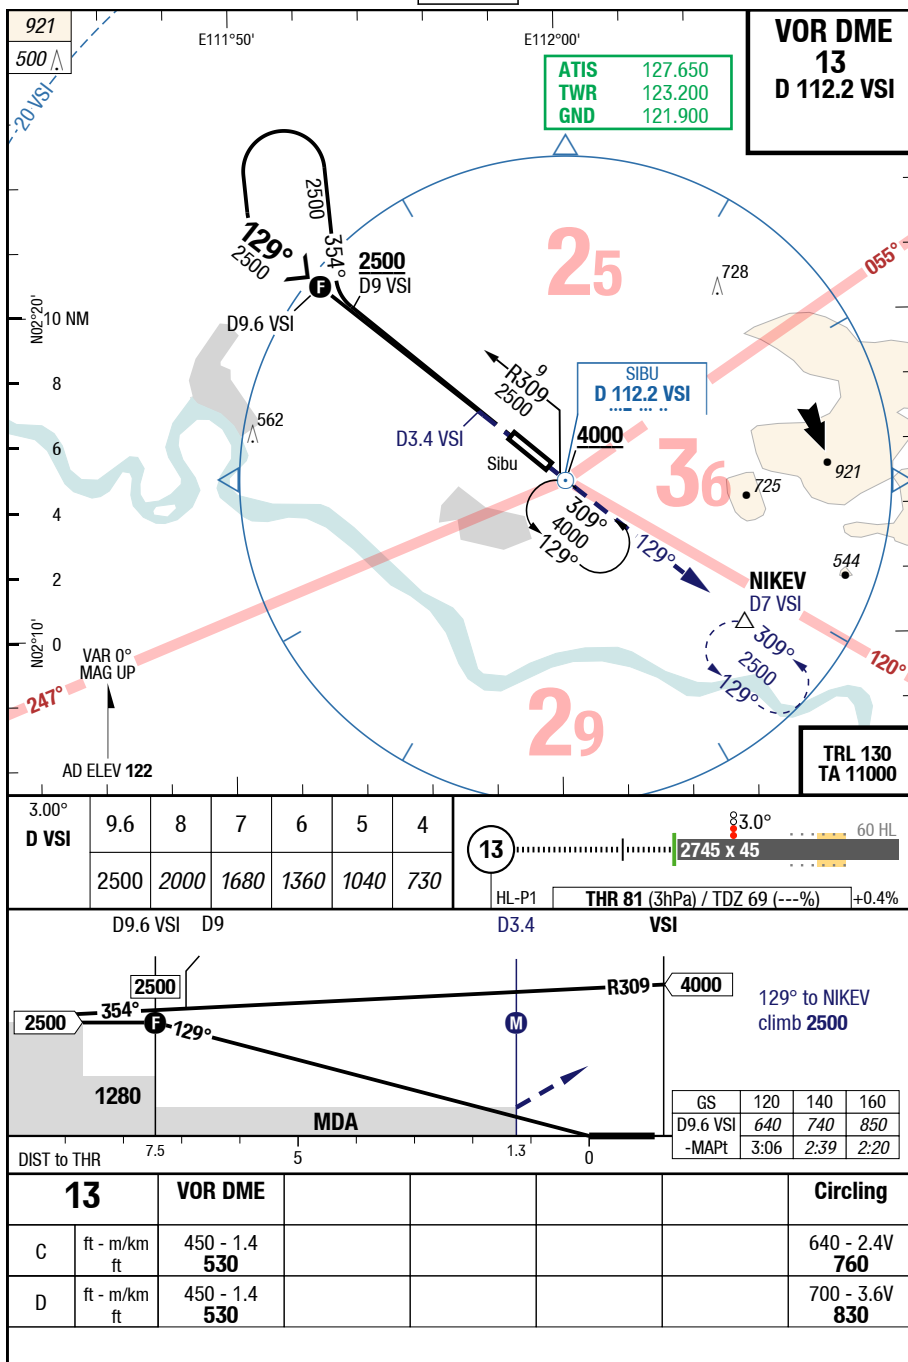 921
500
20 VSI
E111°50'
E112°00'
VOR DME
13
D 112.2 VSI
ATIS 127.650
TWR 123.200
GND 121.900
2500
354°
129°
2500
2500
D9 VSI
F
D9.6 VSI
25
728
055°
N02°20'
10 NM
8
6
4
2
0
N02°10'
562
9
R309
2500
SIBU
D 112.2 VSI
D3.4 VSI
4000
Sibu
36
921
725
309°
4000
129°
129°
544
NIKEV
D7 VSI
309°
2500
129°
120°
VAR 0°
MAG UP
247°
29
AD ELEV 122
TRL 130
TA 11000
3.00°
D VSI 9.6 8 7 6 5 4
2500 2000 1680 1360 1040 730
13
3.0°
60 HL
2745 x 45
HL-P1
THR 81 (3hPa) / TDZ 69 (---%)
+0.4%
D9.6 VSI D9 D3.4 VSI
2500
R309
4000
354°
2500
F
129°
M
129° to NIKEV
climb 2500
1280
MDA
GS 120 140 160
D9.6 VSI 640 740 850
-MAPt 3:06 2:39 2:20
DIST to THR 7.5 5 1.3 0
13 VOR DME Circling
C ft - m/km 450 - 1.4 640 - 2.4V
ft 530 760
D ft - m/km 450 - 1.4 700 - 3.6V
ft 530 830